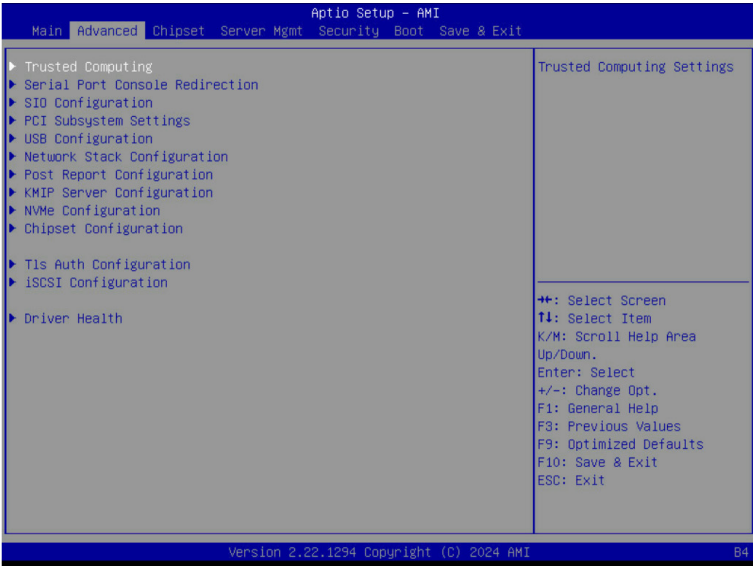 Aptio Setup - AMI
Main Advanced Chipset Server Mgmt Security Boot Save & Exit
Trusted Computing
Serial Port Console Redirection
SIO Configuration
PCI Subsystem Settings
USB Configuration
Network Stack Configuration
Post Report Configuration
KMIP Server Configuration
NVMe Configuration
Chipset Configuration
Tls Auth Configuration
iSCSI Configuration
Driver Health
Trusted Computing Settings
→←: Select Screen
↑↓: Select Item
K/M: Scroll Help Area
Up/Down.
Enter: Select
+/-: Change Opt.
F1: General Help
F3: Previous Values
F9: Optimized Defaults
F10: Save & Exit
ESC: Exit
Version 2.22.1294 Copyright (C) 2024 AMI
B4